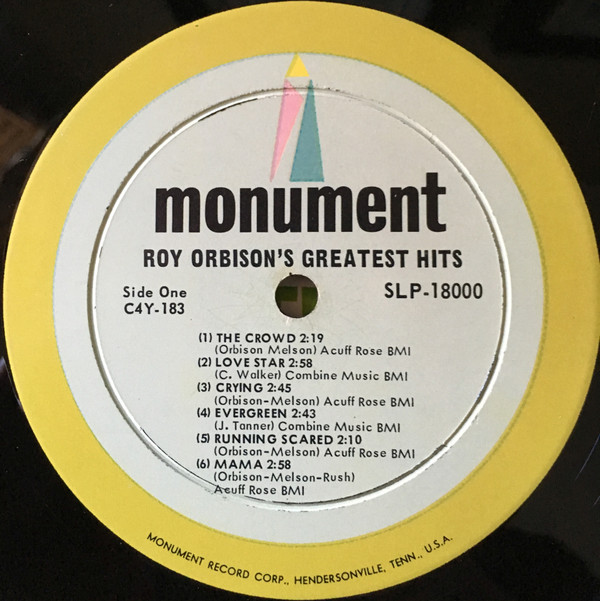 monument
ROY ORBISON'S GREATEST HITS
Side One
C4Y-183
SLP-18000
(1) THE CROWD 2:19
(Orbison Melson) Acuff Rose BMI
(2) LOVE STAR 2:58
(C. Walker) Combine Music BMI
(3) CRYING 2:45
(Orbison-Melson) Acuff Rose BMI
(4) EVERGREEN 2:43
(J. Tanner) Combine Music BMI
(5) RUNNING SCARED 2:10
(Orbison-Melson) Acuff Rose BMI
(6) MAMA 2:58
(Orbison-Melson-Rush)
Acuff Rose BMI
MONUMENT RECORD CORP., HENDERSONVILLE, TENN., U.S.A.